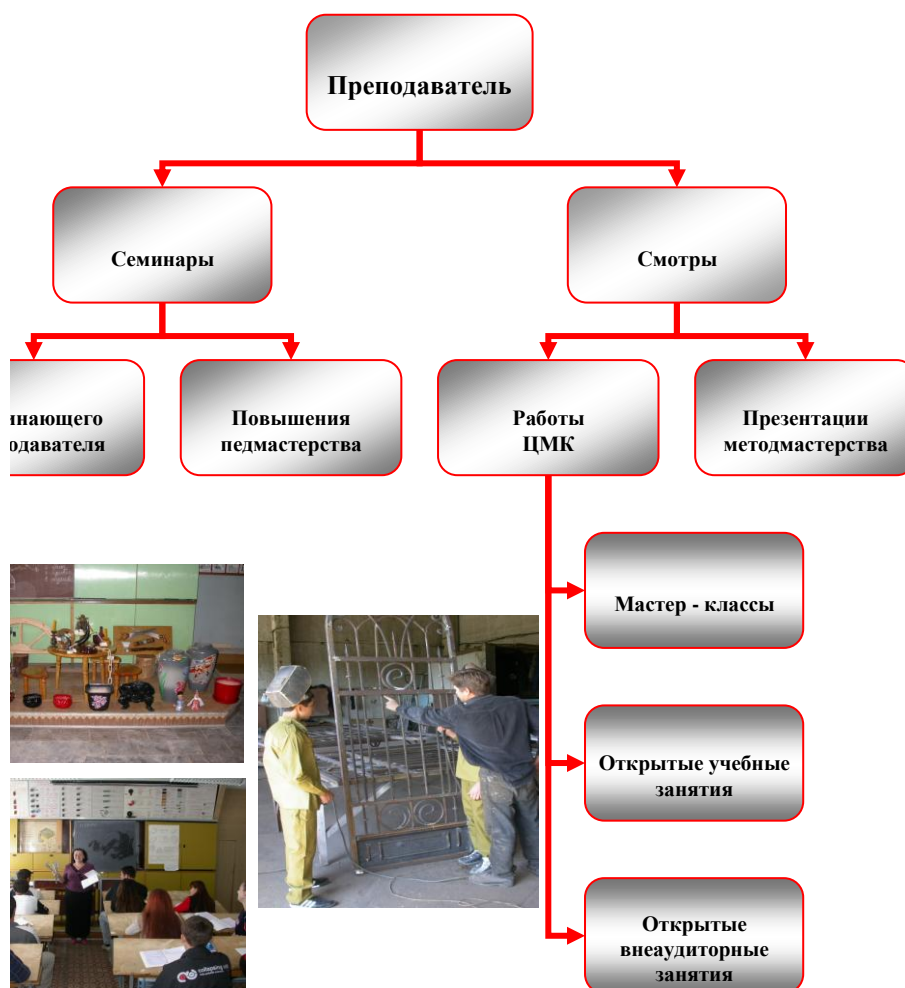 Преподаватель
Семинары
Смотры
инающего
одавателя
Повышения
педмастерства
Работы
ЦМК
Презентации
методмастерства
Мастер - классы
Открытые учебные
занятия
Открытые
внеаудиторные
занятия